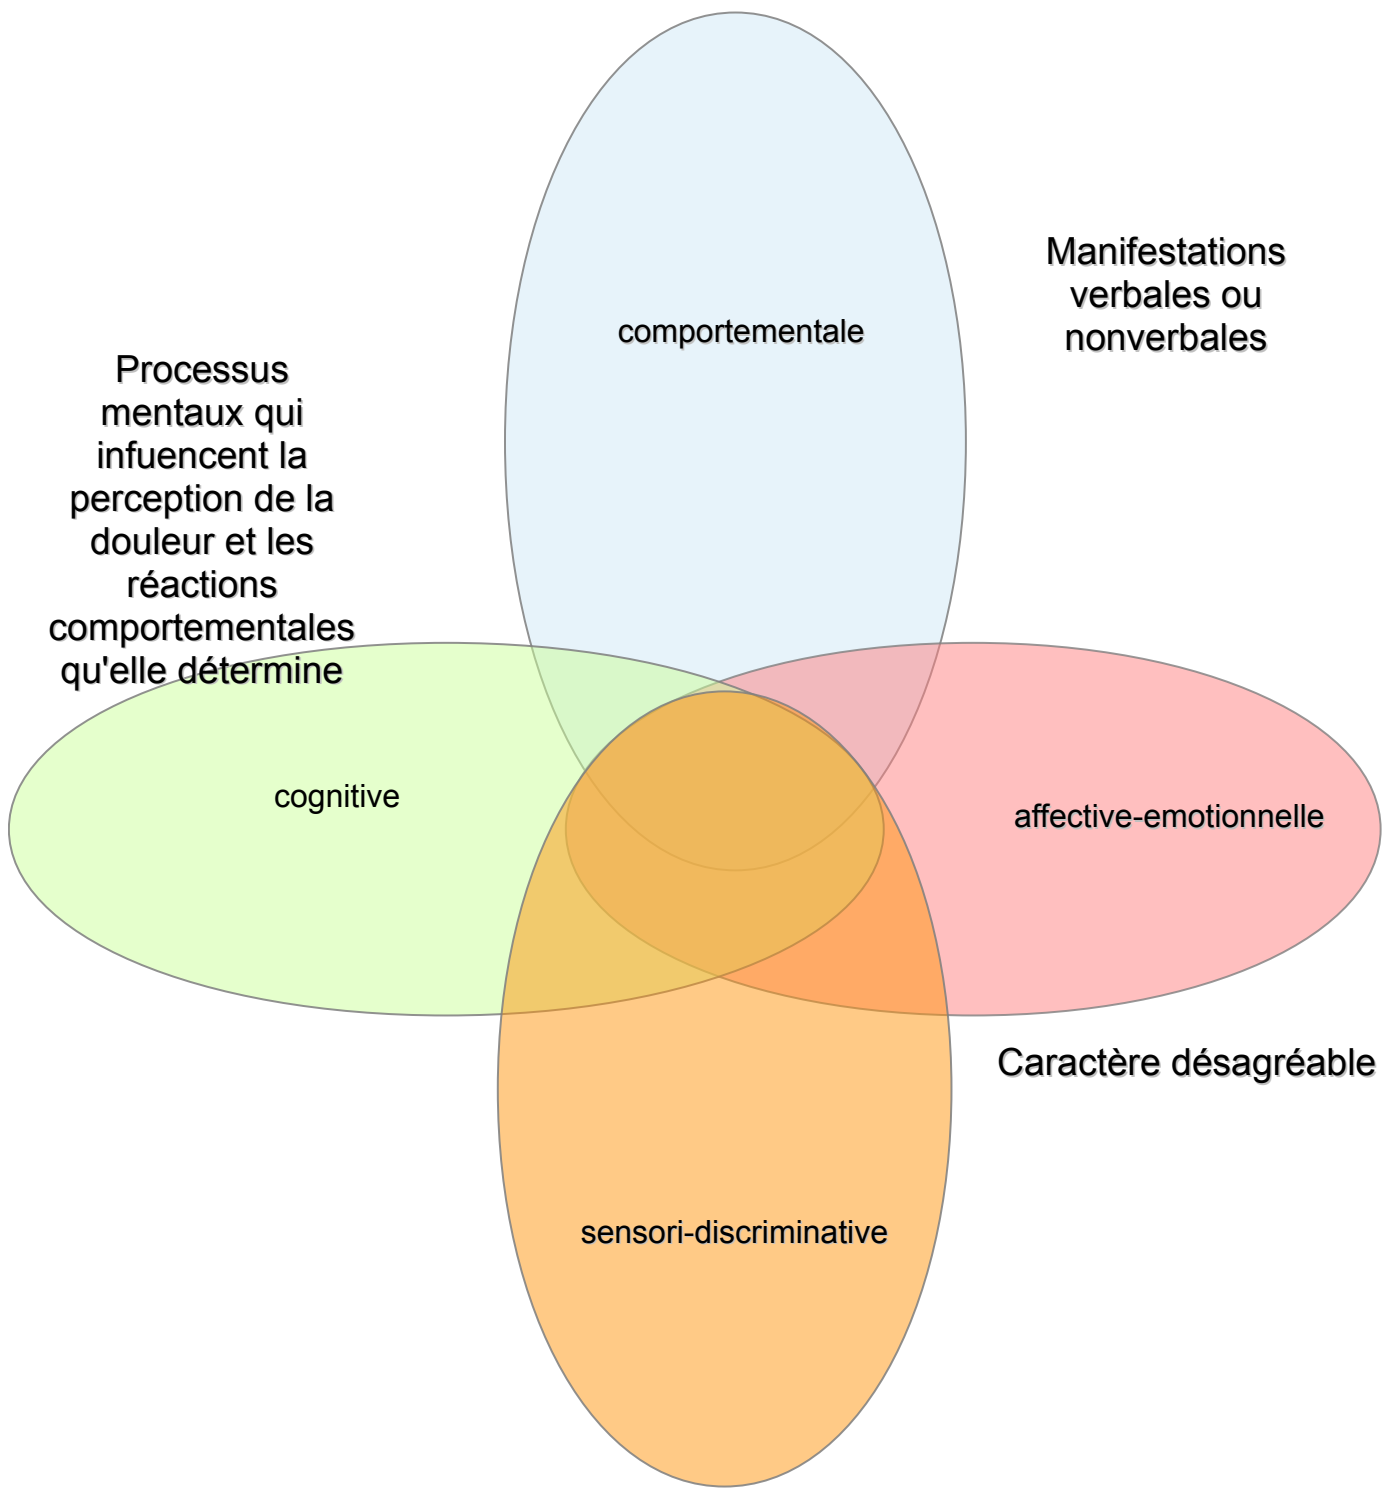 Manifestations
verbales ou
nonverbales
comportementale
Processus
mentaux qui
infuencent la
perception de la
douleur et les
réactions
comportementales
qu'elle détermine
cognitive
affective-emotionnelle
Caractère désagréable
sensori-discriminative